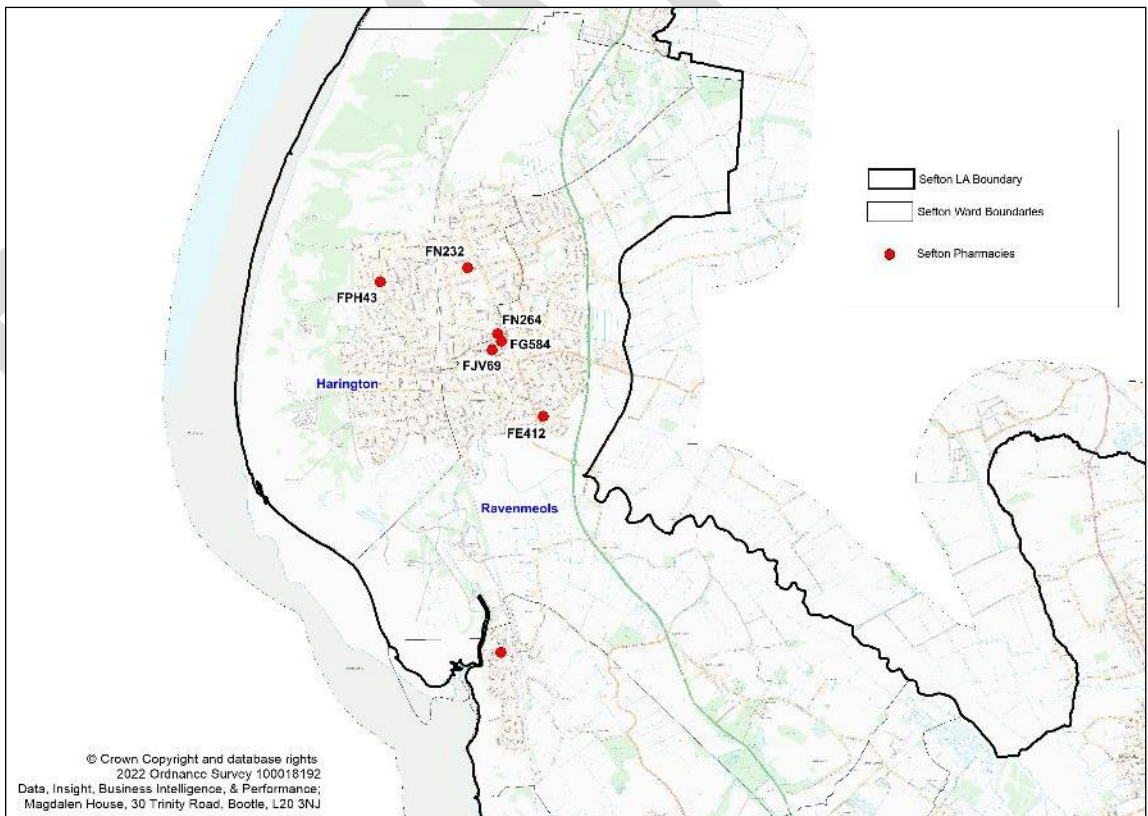 Sefton LA Boundary
Sefton Ward Boundaries
Sefton Pharmacies
FN232
FPH43
FN264
FG584
FJV69
Harington
FE412
Ravenmeols
© Crown Copyright and database rights
2022 Ordnance Survey 100018192
Data, Insight, Business Intelligence, & Performance;
Magdalen House, 30 Trinity Road, Bootle, L20 3NJ